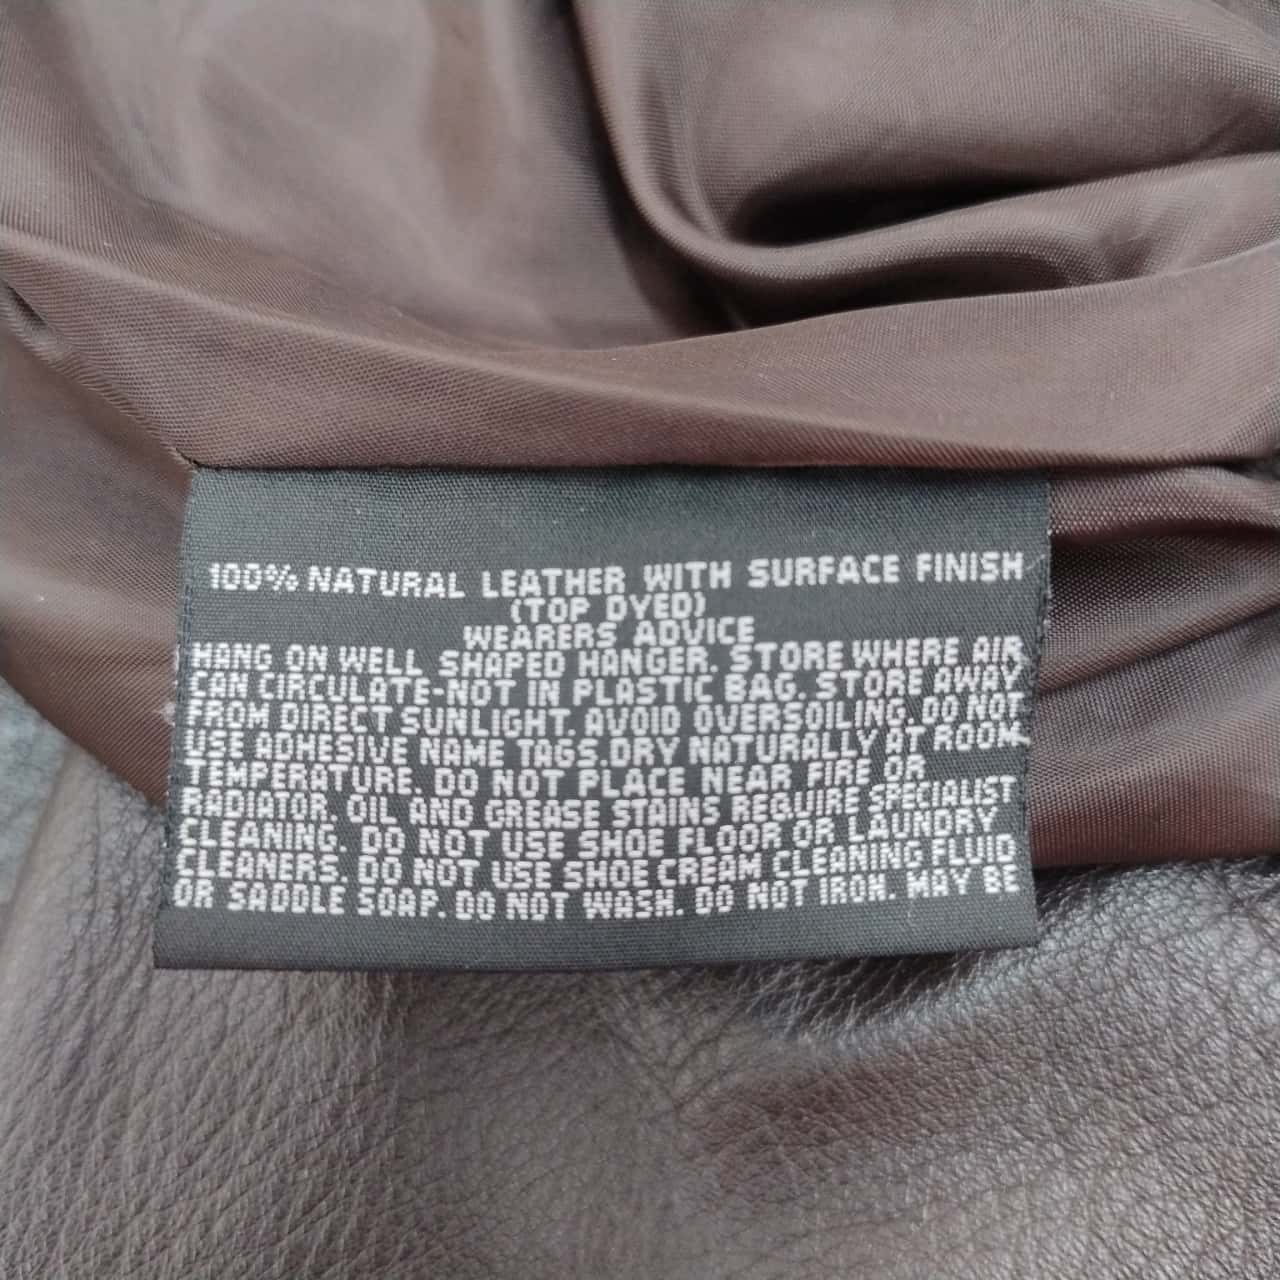 100% NATURAL LEATHER WITH SURFACE FINISH
(TOP DYED)
WEARERS ADVICE
HANG ON WELL SHAPED HANGER. STORE WHERE AIR
CAN CIRCULATE-NOT IN PLASTIC BAG. STORE AWAY
FROM DIRECT SUNLIGHT. AVOID OVERSOILING. DO NOT
USE ADHESIVE NAME TAGS.DRY NATURALLY AT ROOM
TEMPERATURE. DO NOT PLACE NEAR FIRE OR
RADIATOR. OIL AND GREASE STAINS REQUIRE SPECIALIST
CLEANING. DO NOT USE SHOE FLOOR OR LAUNDRY
CLEANERS. DO NOT USE SHOE CREAM CLEANING FLUID
OR SADDLE SOAP. DO NOT WASH. DO NOT IRON. MAY BE